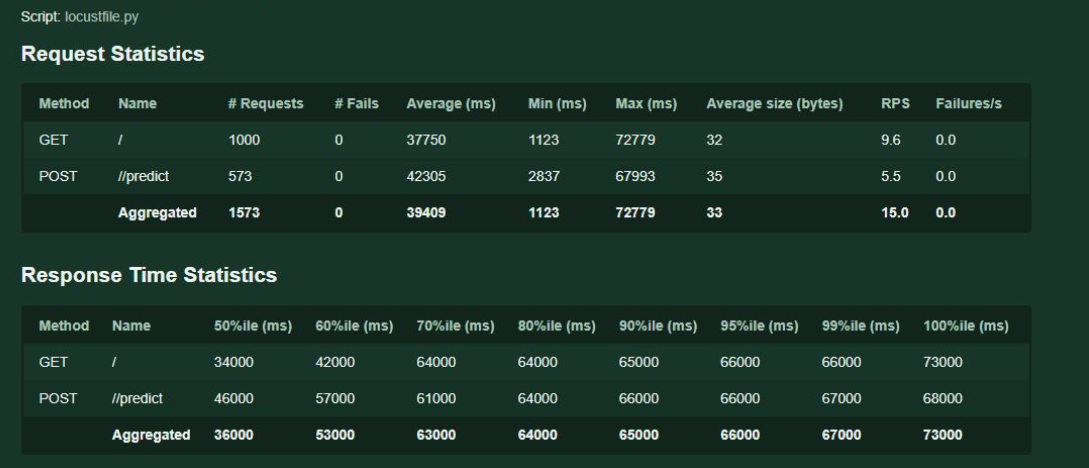 Script: locustfile.py
Request Statistics
Method Name # Requests # Fails Average (ms) Min (ms) Max (ms) Average size (bytes) RPS Failures/s
GET / 1000 0 37750 1123 72779 32 9.6 0.0
POST //predict 573 0 42305 2837 67993 35 5.5 0.0
Aggregated 1573 0 39409 1123 72779 33 15.0 0.0
Response Time Statistics
Method Name 50%ile (ms) 60%ile (ms) 70%ile (ms) 80%ile (ms) 90%ile (ms) 95%ile (ms) 99%ile (ms) 100%ile (ms)
GET / 34000 42000 64000 64000 65000 66000 66000 73000
POST //predict 46000 57000 61000 64000 66000 66000 67000 68000
Aggregated 36000 53000 63000 64000 65000 66000 67000 73000